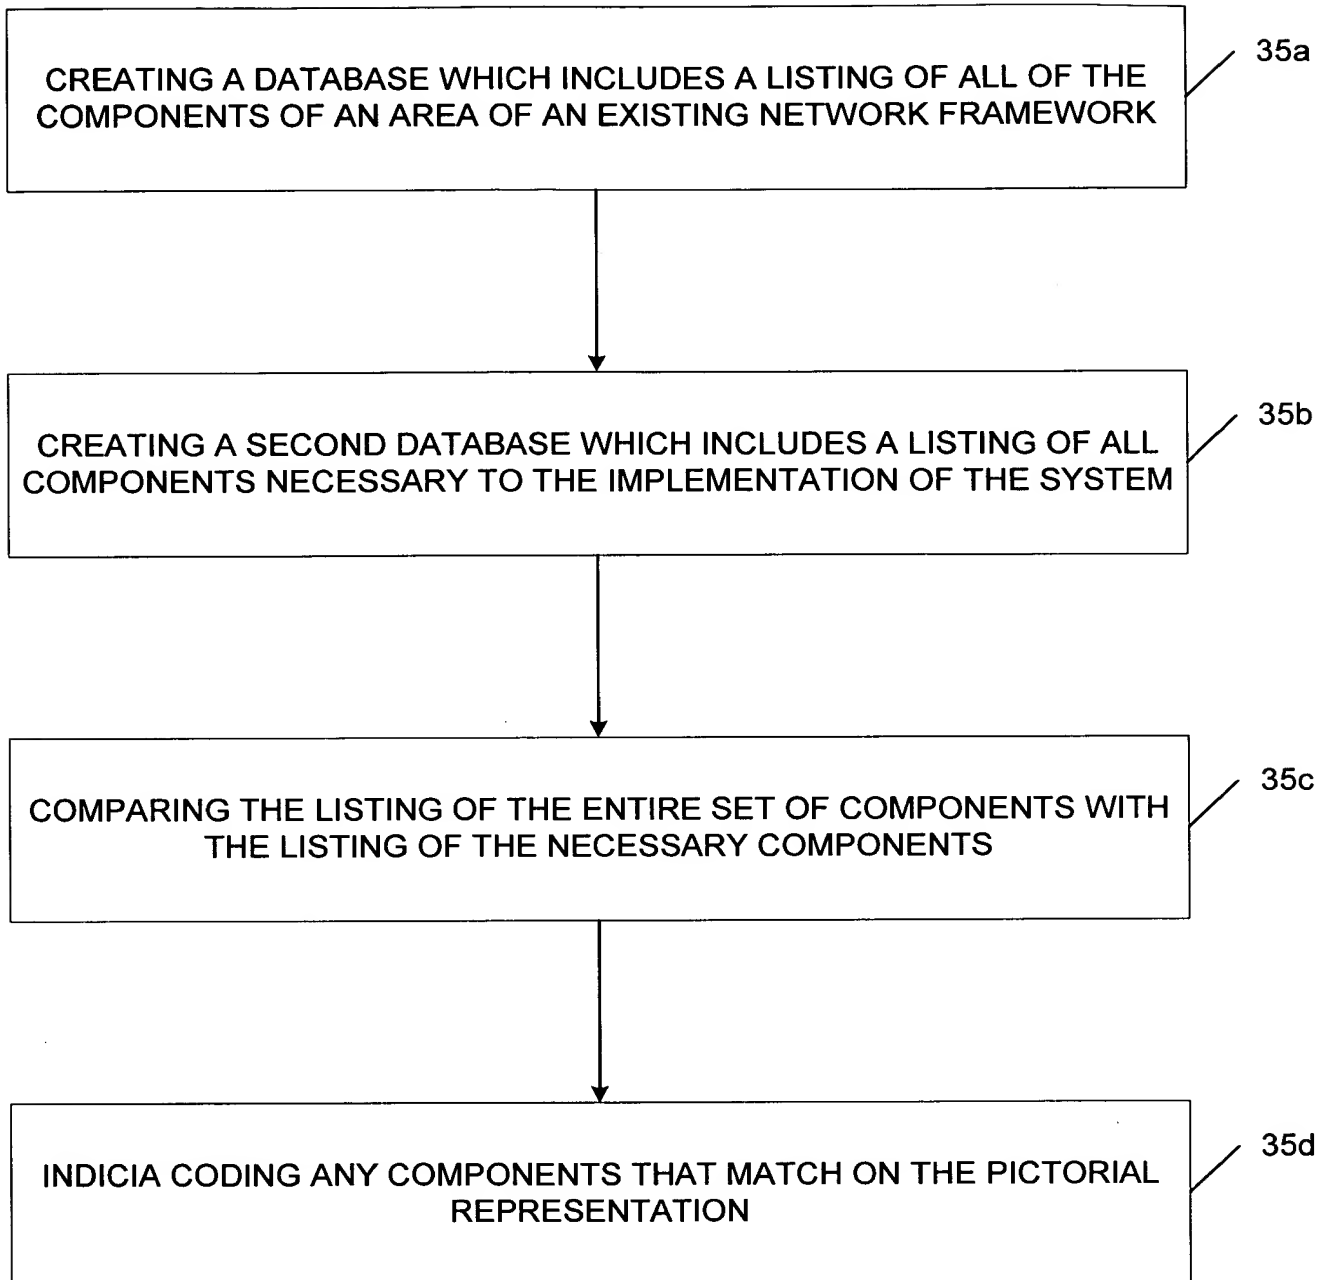 CREATING A DATABASE WHICH INCLUDES A LISTING OF ALL OF THE
COMPONENTS OF AN AREA OF AN EXISTING NETWORK FRAMEWORK
35a
CREATING A SECOND DATABASE WHICH INCLUDES A LISTING OF ALL
COMPONENTS NECESSARY TO THE IMPLEMENTATION OF THE SYSTEM
35b
COMPARING THE LISTING OF THE ENTIRE SET OF COMPONENTS WITH
THE LISTING OF THE NECESSARY COMPONENTS
35c
INDICIA CODING ANY COMPONENTS THAT MATCH ON THE PICTORIAL
REPRESENTATION
35d